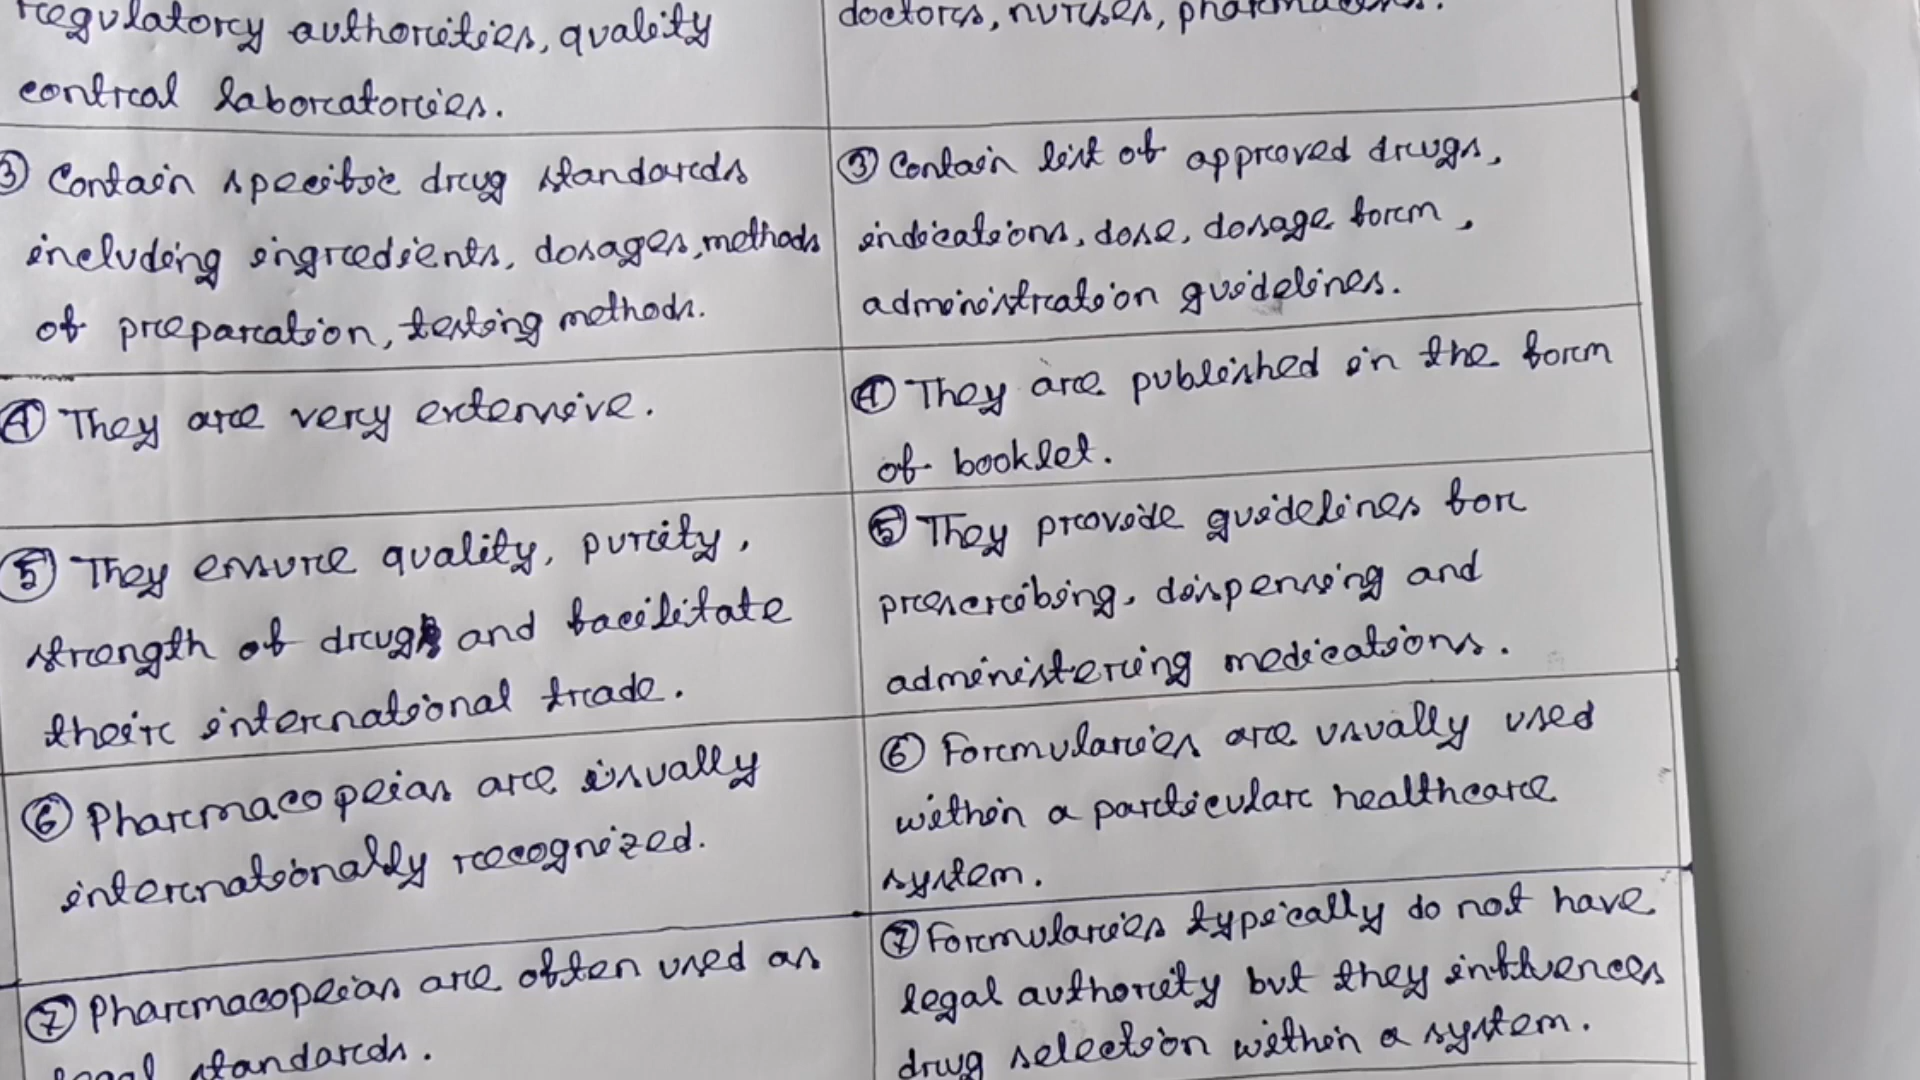 regulatory authorities, quality
control laboratories.
③ Contain specific drug standards
including ingredients, dosages, methods
of preparation, testing methods.
④ They are very extensive.
⑤ They ensure quality, purity,
strength of drugs and facilitate
their international trade.
⑥ Pharmacopeias are usually
internationally recognized.
⑦ Pharmacopeias are often used as
legal standards.
doctors, nurses, pharmacists.
③ Contain list of approved drugs,
indications, dose, dosage form,
administration guidelines.
④ They are published in the form
of booklet.
⑤ They provide guidelines for
prescribing, dispensing and
administering medications.
⑥ Formularies are usually used
within a particular healthcare
system.
⑦ Formularies typically do not have
legal authority but they influences
drug selection within a system.